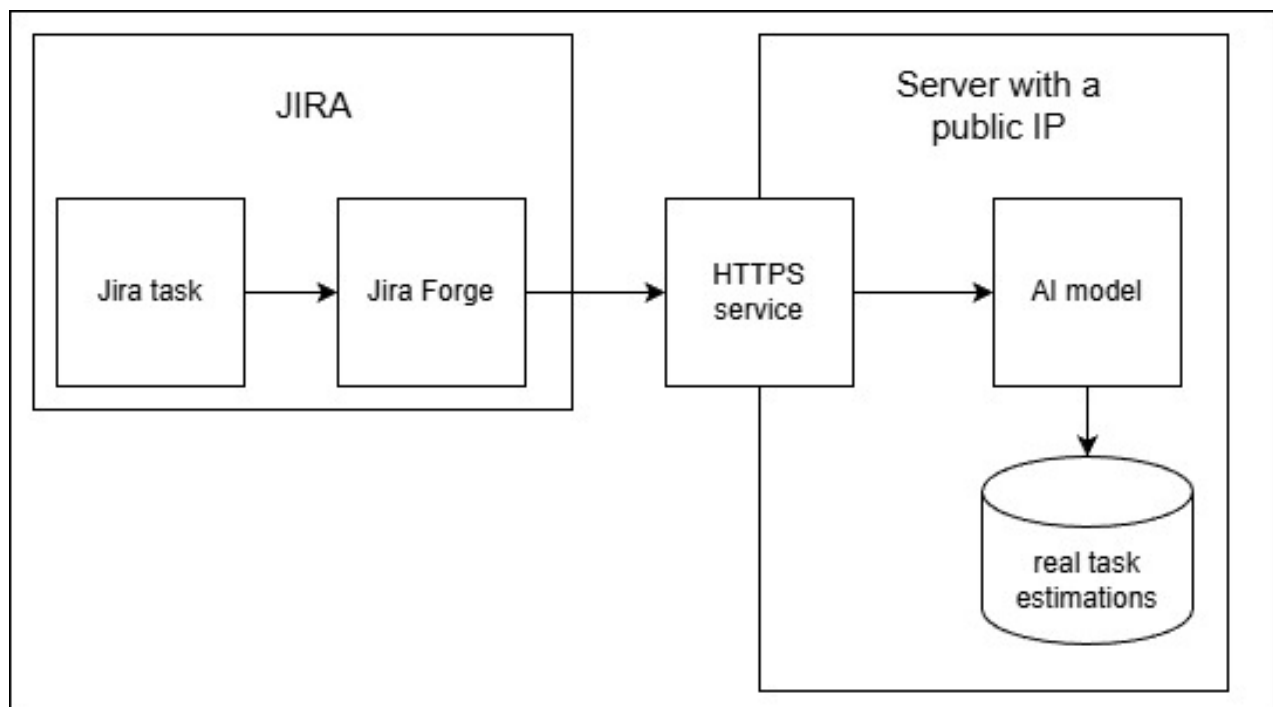 JIRA
Server with a
public IP
Jira task
Jira Forge
HTTPS
service
AI model
real task
estimations